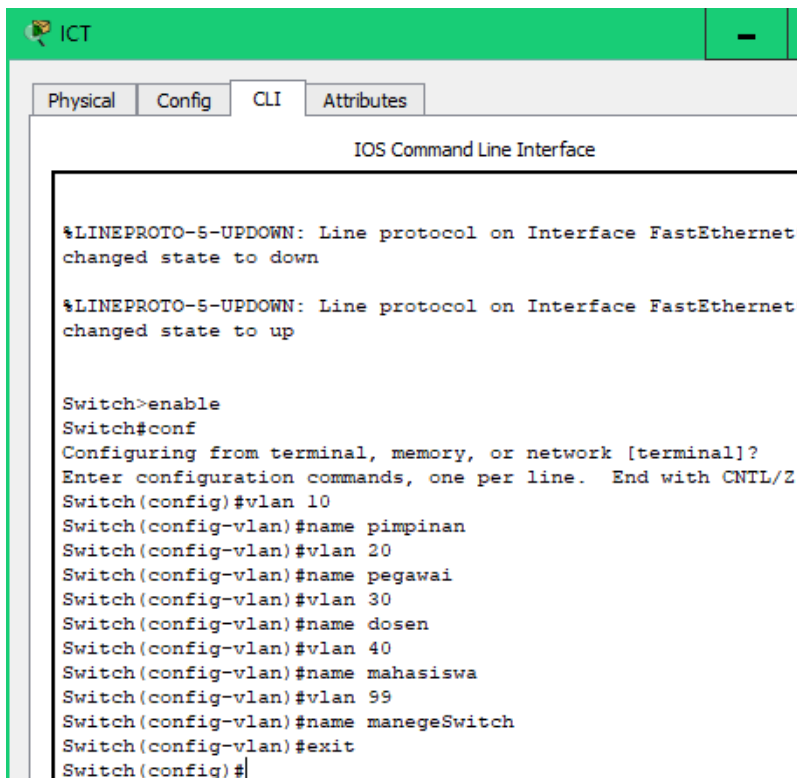 ICT
Physical Config CLI Attributes
IOS Command Line Interface
%LINEPROTO-5-UPDOWN: Line protocol on Interface FastEthernet
changed state to down
%LINEPROTO-5-UPDOWN: Line protocol on Interface FastEthernet
changed state to up
Switch>enable
Switch#conf
Configuring from terminal, memory, or network [terminal]?
Enter configuration commands, one per line.  End with CNTL/Z
Switch(config)#vlan 10
Switch(config-vlan)#name pimpinan
Switch(config-vlan)#vlan 20
Switch(config-vlan)#name pegawai
Switch(config-vlan)#vlan 30
Switch(config-vlan)#name dosen
Switch(config-vlan)#vlan 40
Switch(config-vlan)#name mahasiswa
Switch(config-vlan)#vlan 99
Switch(config-vlan)#name manegeSwitch
Switch(config-vlan)#exit
Switch(config)#